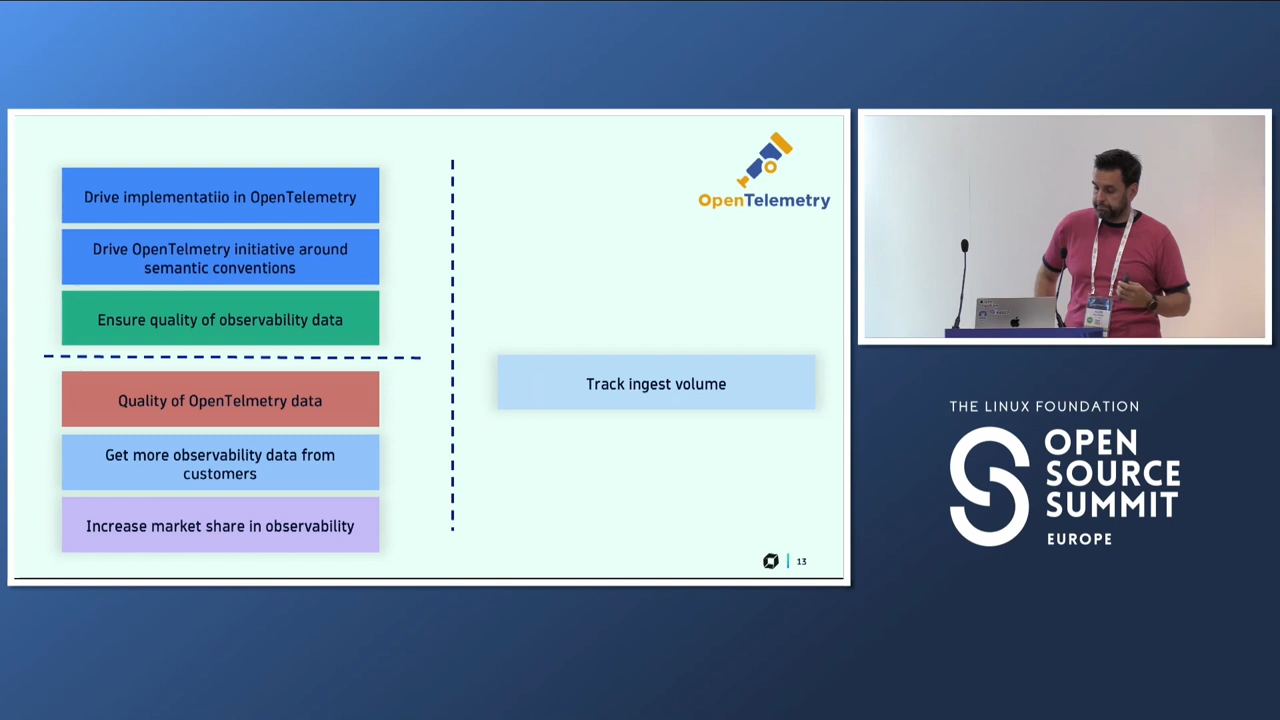 Drive implementatiio in OpenTelemetry
Drive OpenTelmetry initiative around
semantic conventions
Ensure quality of observability data
Quality of OpenTelmetry data
Get more observability data from
customers
Increase market share in observability
OpenTelemetry
Track ingest volume
13
THE LINUX FOUNDATION
OPEN
SOURCE
SUMMIT
EUROPE